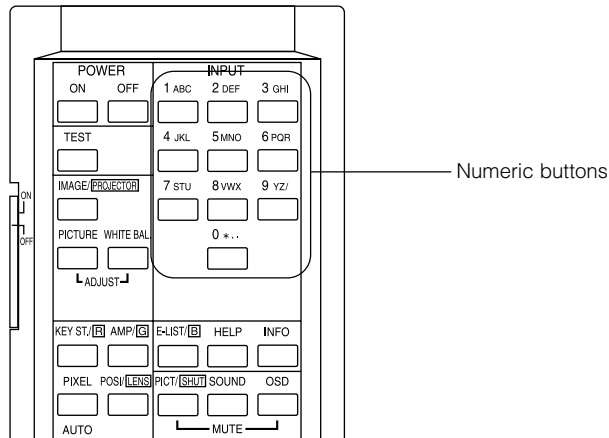 POWER INPUT
ON OFF 1 ABC 2 DEF 3 GHI
TEST 4 JKL 5 MNO 6 PQR
IMAGE/PROJECTOR 7 STU 8 VWX 9 YZ/
Numeric buttons
ON
OFF
PICTURE WHITE BAL. 0 *..
ADJUST
KEY ST./R AMP/G E-LIST/B HELP INFO
PIXEL POSI/LENS PICT/SHUT SOUND OSD
AUTO MUTE